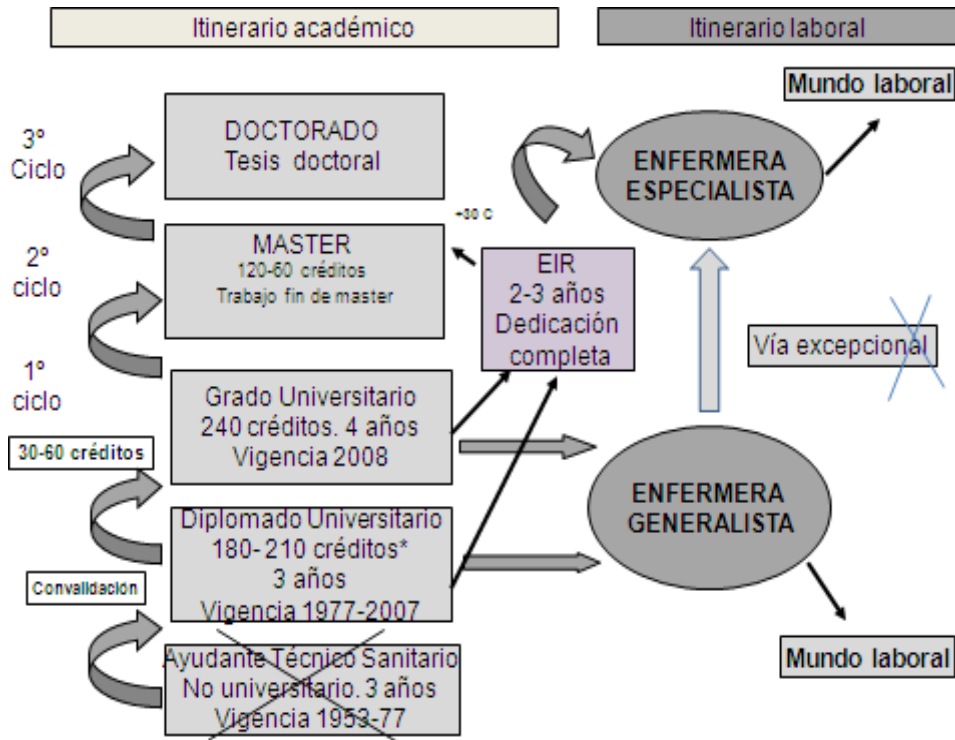 Itinerario académico
Itinerario laboral
Mundo laboral
3º
Ciclo
DOCTORADO
Tesis doctoral
ENFERMERA
ESPECIALISTA
+30 C
2º
ciclo
MASTER
120-60 créditos
Trabajo fin de master
EIR
2-3 años
Dedicación
completa
Vía excepcional
1º
ciclo
Grado Universitario
240 créditos. 4 años
Vigencia 2008
30-60 créditos
ENFERMERA
GENERALISTA
Diplomado Universitario
180- 210 créditos*
3 años
Vigencia 1977-2007
Convalidación
Ayudante Técnico Sanitario
No universitario. 3 años
Vigencia 1953-77
Mundo laboral